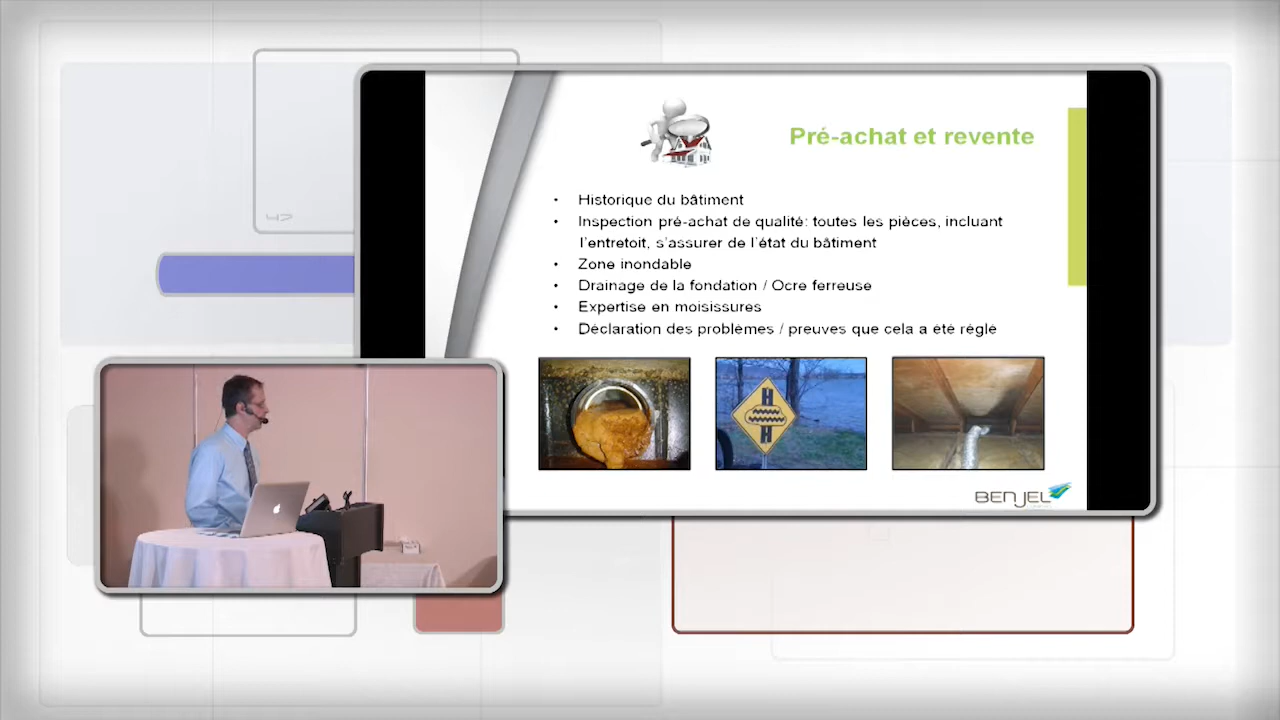 Pré-achat et revente
• Historique du bâtiment
• Inspection pré-achat de qualité: toutes les pièces, incluant
l'entretoit, s'assurer de l'état du bâtiment
• Zone inondable
• Drainage de la fondation / Ocre ferreuse
• Expertise en moisissures
• Déclaration des problèmes / preuves que cela a été réglé
BENJEL
47